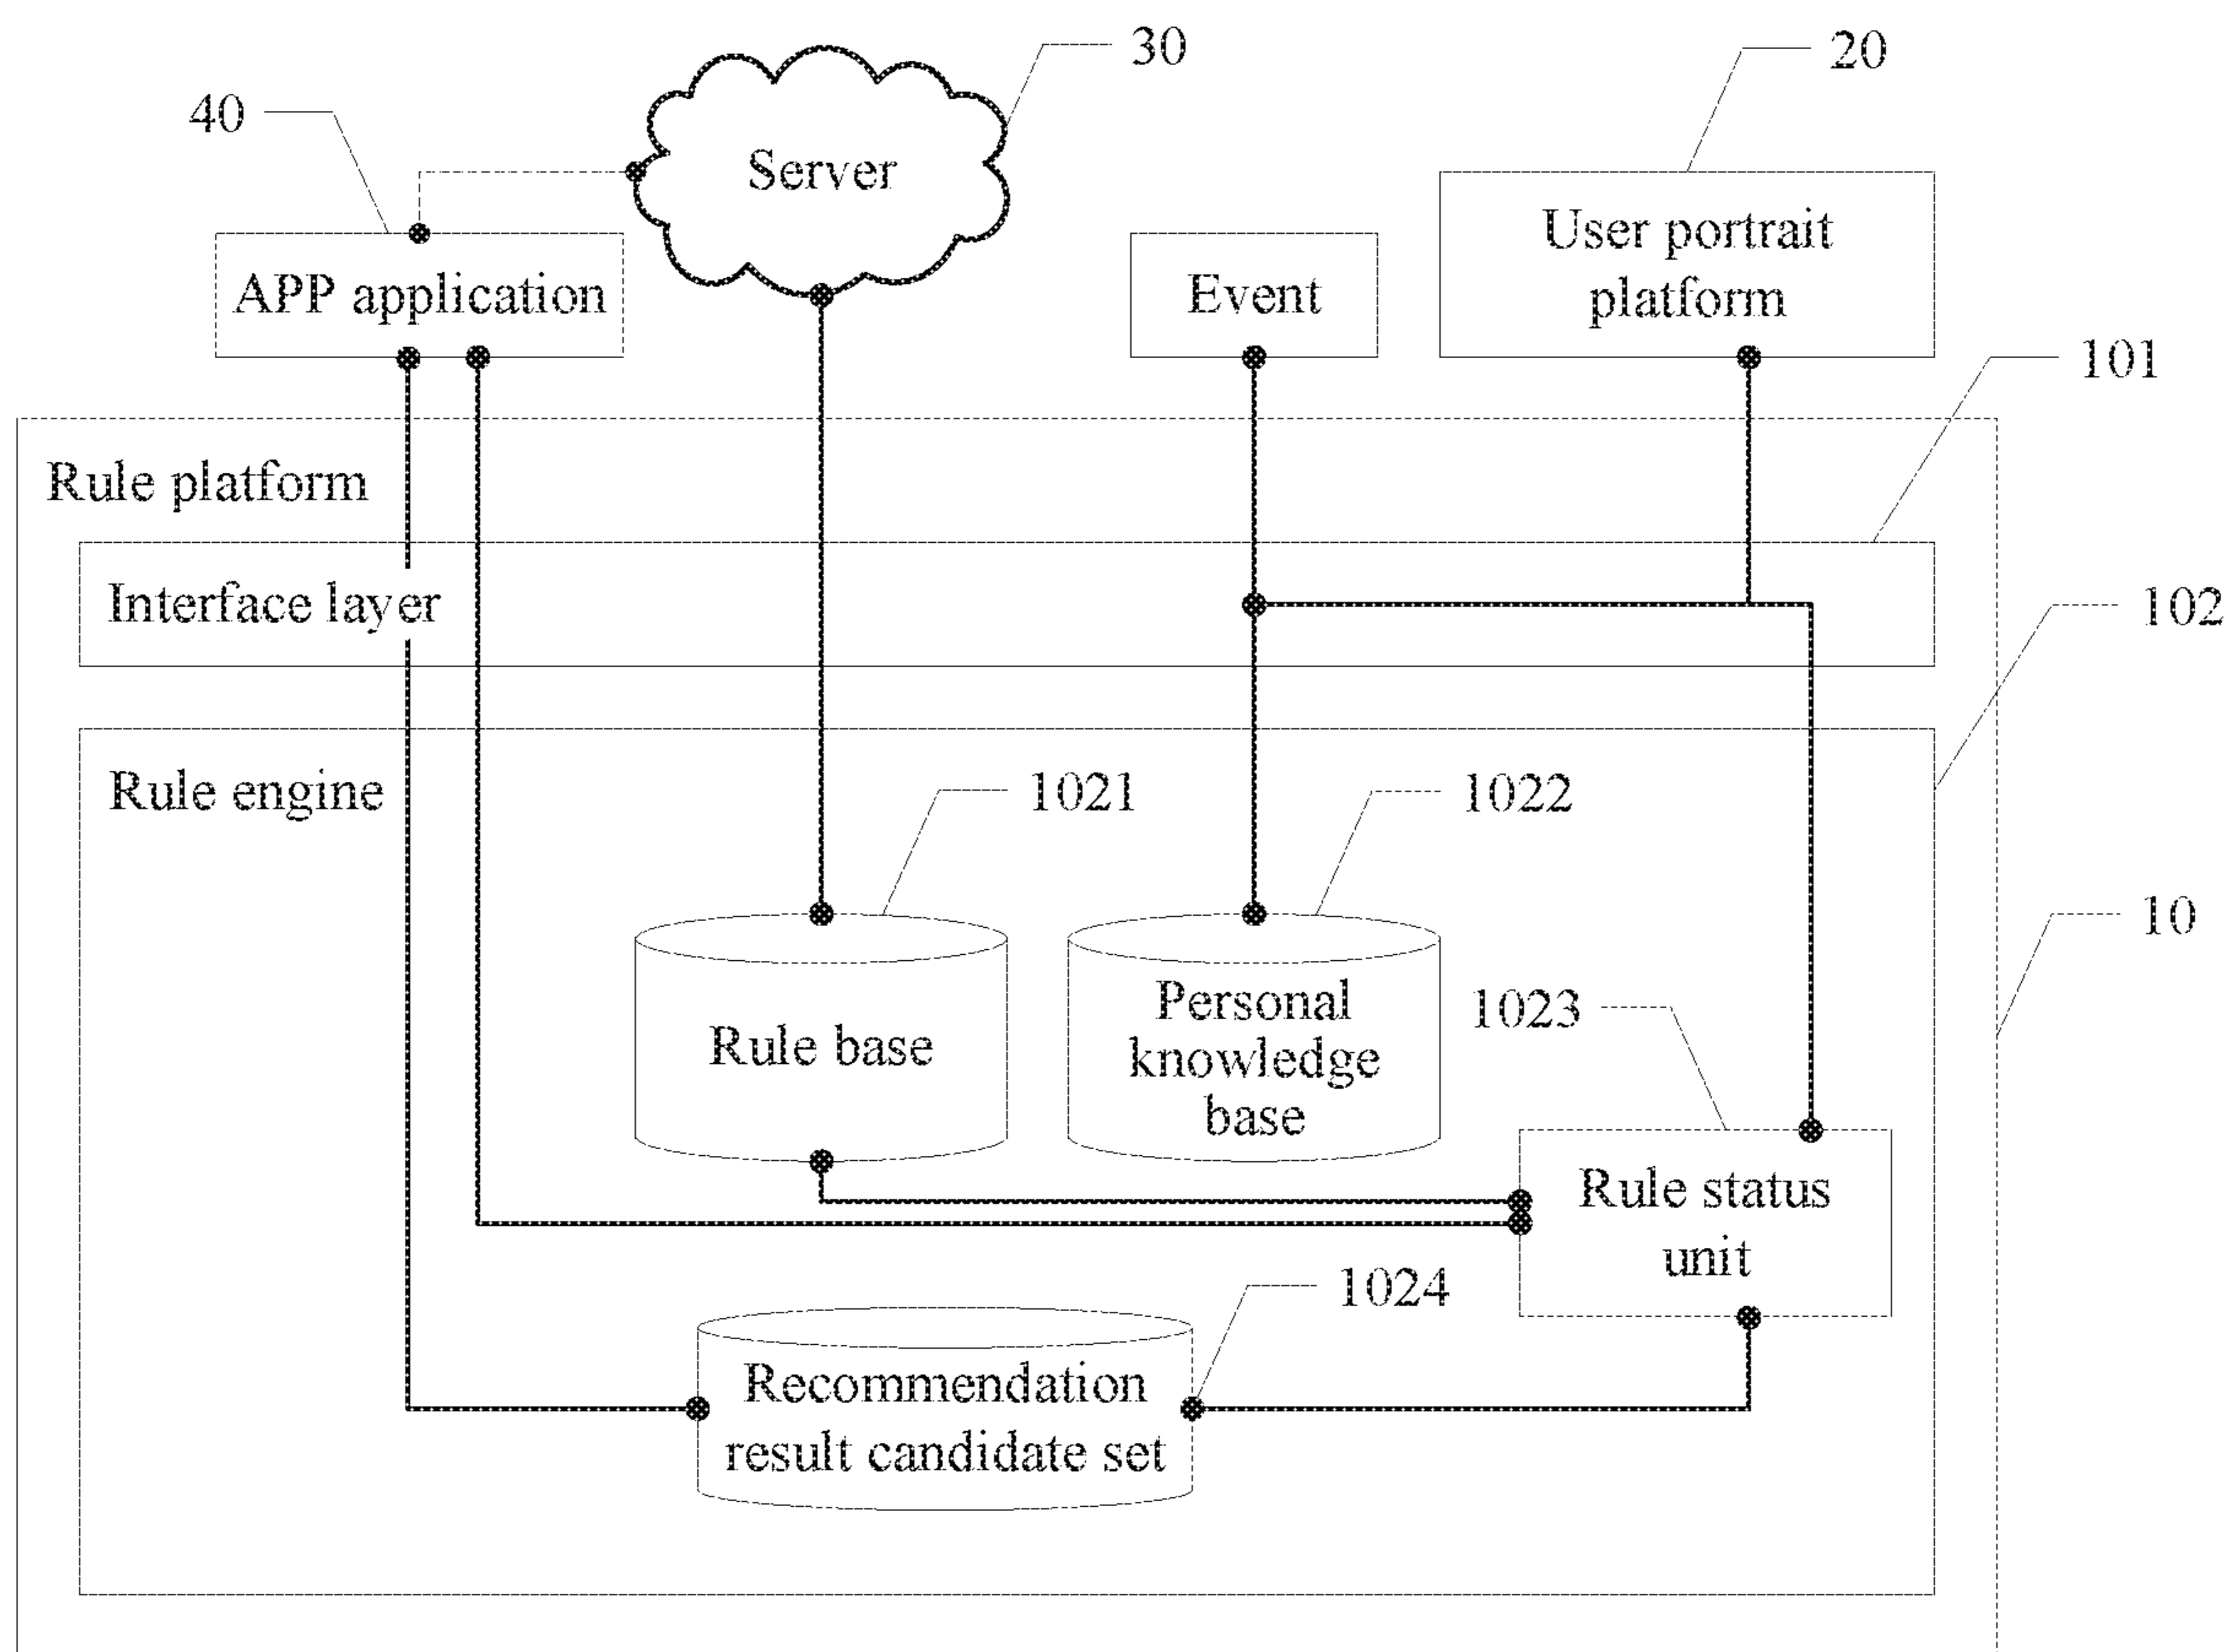 30
20
40
Server
User portrait
platform
APP application
Event
101
Rule platform
Interface layer
102
Rule engine
1021
1022
10
Personal
knowledge
base
1023
Rule base
Rule status
unit
1024
Recommendation
result candidate set